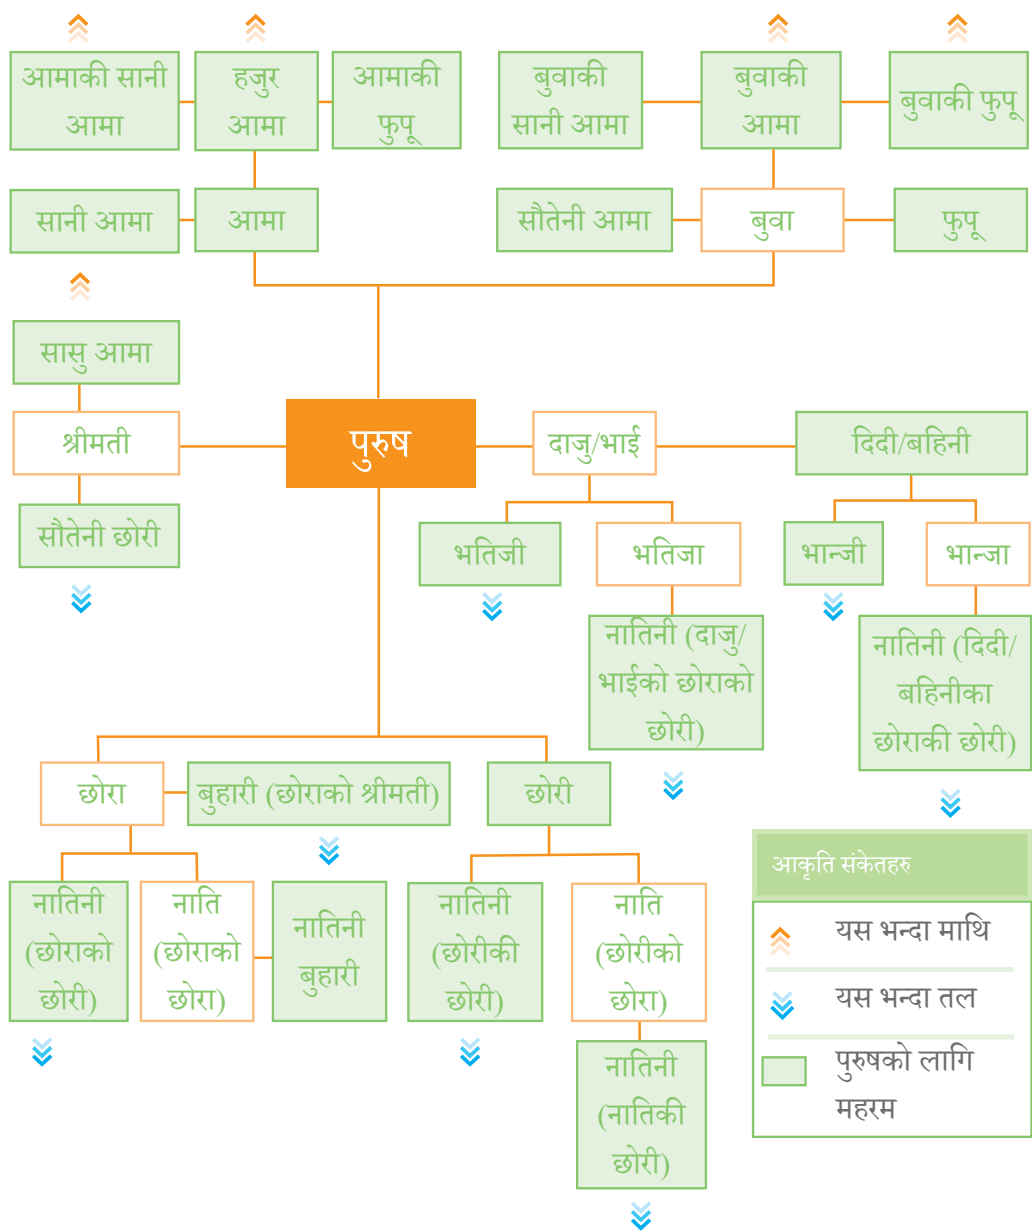 आमाकी सानी
आमा
हजुर
आमा
आमाकी
फुपू
बुवाकी
सानी आमा
बुवाकी
आमा
बुवाकी फुपू
सानी आमा
आमा
सौतेनी आमा
बुवा
फुपू
सासु आमा
श्रीमती
पुरुष
दाजु/भाई
दिदी/बहिनी
सौतेनी छोरी
भतिजी
भतिजा
भान्जी
भान्जा
नातिनी (दाजु/
भाईको छोराको
छोरी)
नातिनी (दिदी/
बहिनीका
छोराकी छोरी)
छोरा
बुहारी (छोराको श्रीमती)
छोरी
नातिनी
(छोराको
छोरी)
नाति
(छोराको
छोरा)
नातिनी
बुहारी
नातिनी
(छोरीकी
छोरी)
नाति
(छोरीको
छोरा)
नातिनी
(नातिकी
छोरी)
आकृति संकेतहरु
यस भन्दा माथि
यस भन्दा तल
पुरुषको लागि
महरम